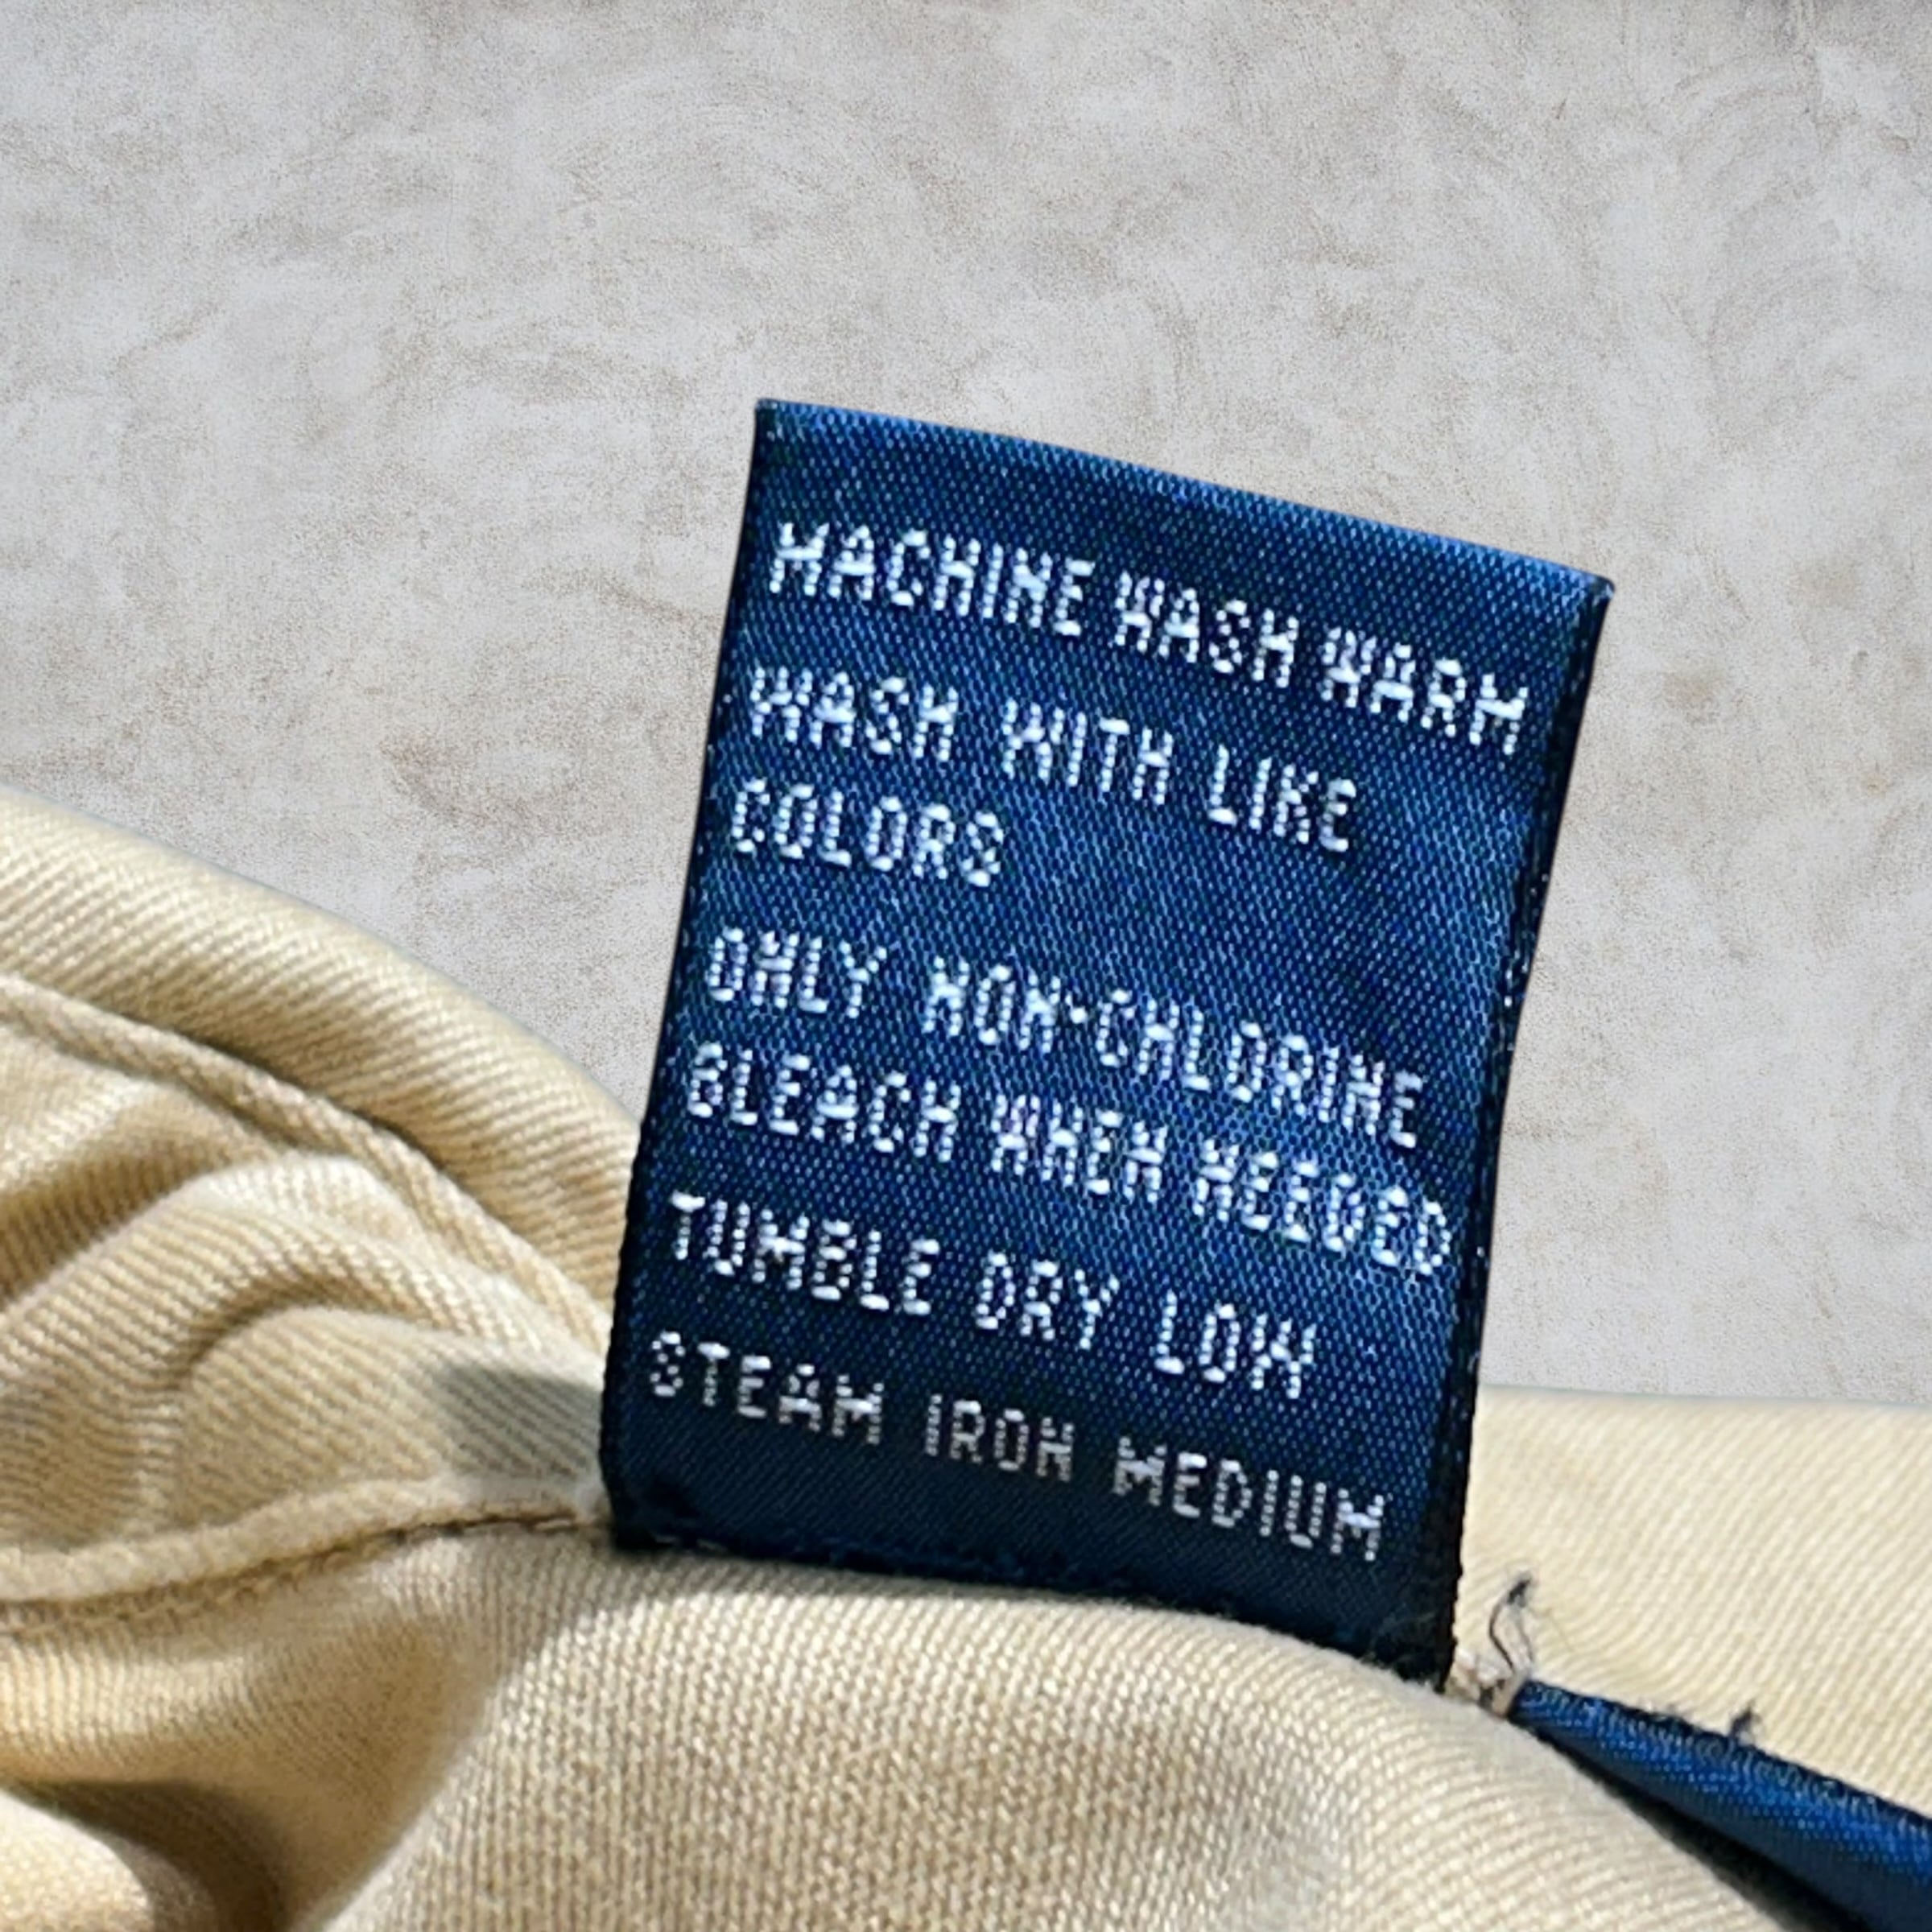 MACHINE WASH WARM
WASH WITH LIKE
COLORS
ONLY NON-CHLORINE
BLEACH WHEN NEEDED
TUMBLE DRY LOW
STEAM IRON MEDIUM